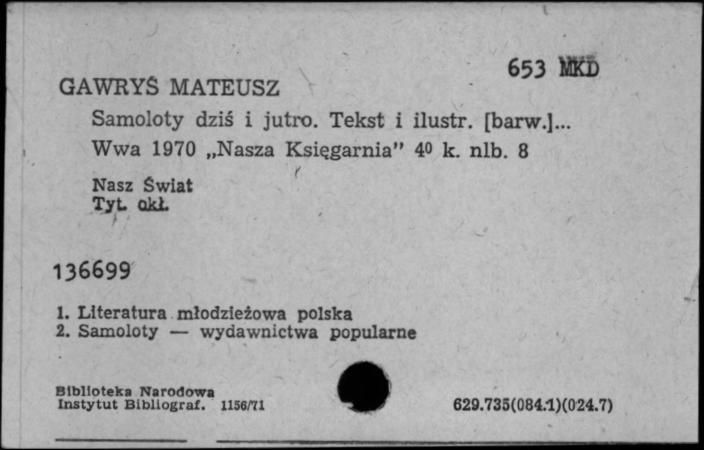 653 MKD
GAWRYŚ MATEUSZ
Samoloty dziś i jutro. Tekst i ilustr. [barw.]...
Wwa 1970 „Nasza Księgarnia” 4⁰ k. nlb. 8
Nasz Świat
Tyt. okł.
136699
1. Literatura młodzieżowa polska
2. Samoloty — wydawnictwa popularne
Biblioteka Narodowa
Instytut Bibliograf. 1156/71
629.735(084.1)(024.7)